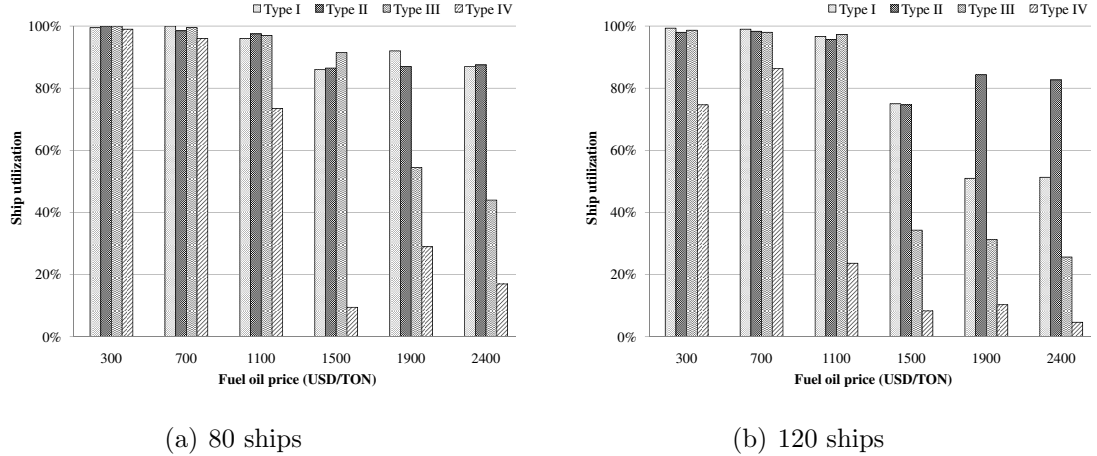 Type I Type II Type III Type IV
100%
80%
60%
40%
20%
0%
Ship utilization
300 700 1100 1500 1900 2400
Fuel oil price (USD/TON)
(a) 80 ships
Type I Type II Type III Type IV
100%
80%
60%
40%
20%
0%
Ship utilization
300 700 1100 1500 1900 2400
Fuel oil price (USD/TON)
(b) 120 ships